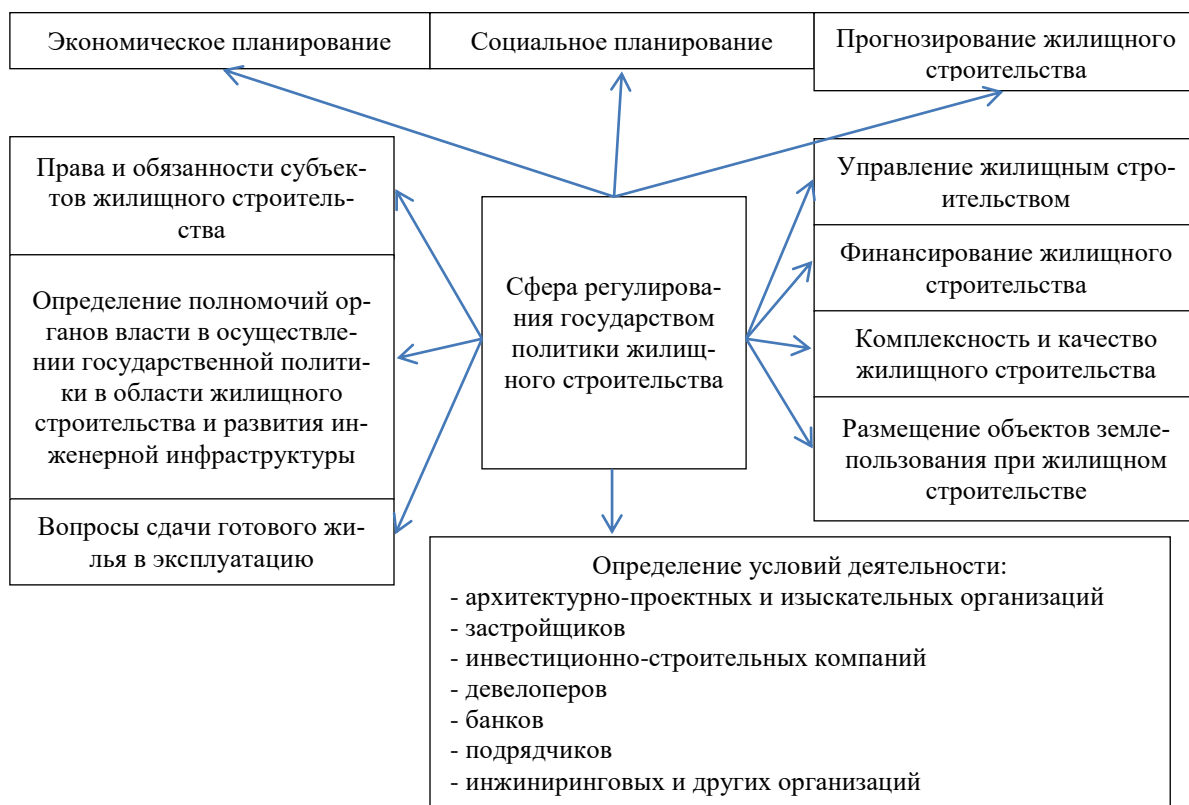 Экономическое планирование
Социальное планирование
Прогнозирование жилищного
строительства
Права и обязанности субъек-
тов жилищного строитель-
ства
Определение полномочий ор-
ганов власти в осуществле-
нии государственной полити-
ки в области жилищного
строительства и развития ин-
женерной инфраструктуры
Вопросы сдачи готового жи-
лья в эксплуатацию
Сфера регулирова-
ния государством
политики жилищ-
ного строительства
Управление жилищным стро-
ительством
Финансирование жилищного
строительства
Комплексность и качество
жилищного строительства
Размещение объектов земле-
пользования при жилищном
строительстве
Определение условий деятельности:
- архитектурно-проектных и изыскательных организаций
- застройщиков
- инвестиционно-строительных компаний
- девелоперов
- банков
- подрядчиков
- инжиниринговых и других организаций